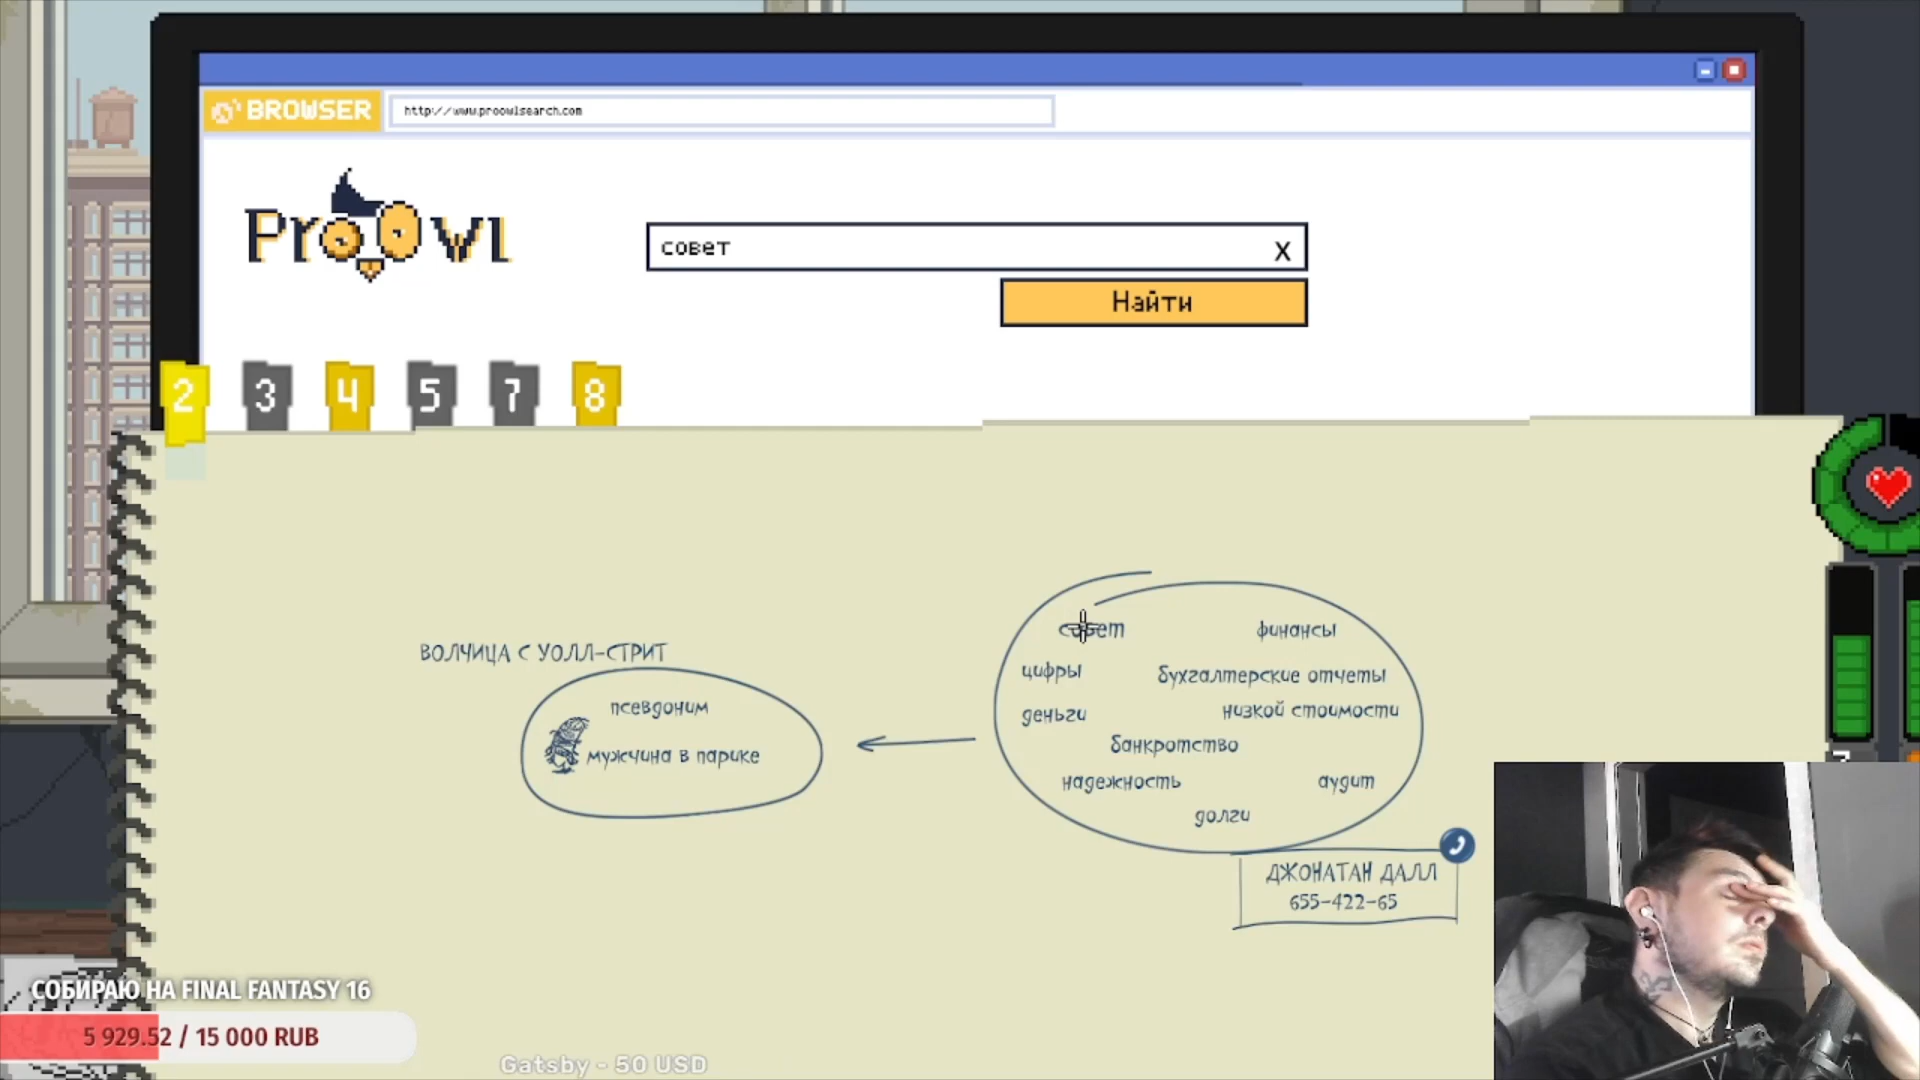 BROWSER
http://www.proowlsearch.com
PrOOwl
совет
X
Найти
2
3
4
5
7
8
совет
финансы
ВОЛЧИЦА С УОЛЛ-СТРИТ
цифры
бухгалтерские отчеты
псевдоним
деньги
низкой стоимости
банкротство
мужчина в парике
надежность
аудит
долги
ДЖОНАТАН ДАЛЛ
655-422-65
СОБИРАЮ НА FINAL FANTASY 16
5 929.52 / 15 000 RUB
Gatsby - 50 USD